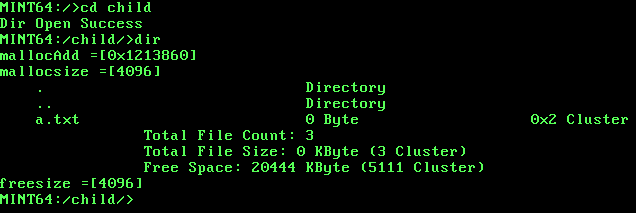 MINT64:/>cd child
Dir Open Success
MINT64:/child/>dir
mallocAdd =[0x1213860]
mallocsize =[4096]
. Directory
.. Directory
a.txt 0 Byte 0x2 Cluster
Total File Count: 3
Total File Size: 0 KByte (3 Cluster)
Free Space: 20444 KByte (5111 Cluster)
freesize =[4096]
MINT64:/child/>